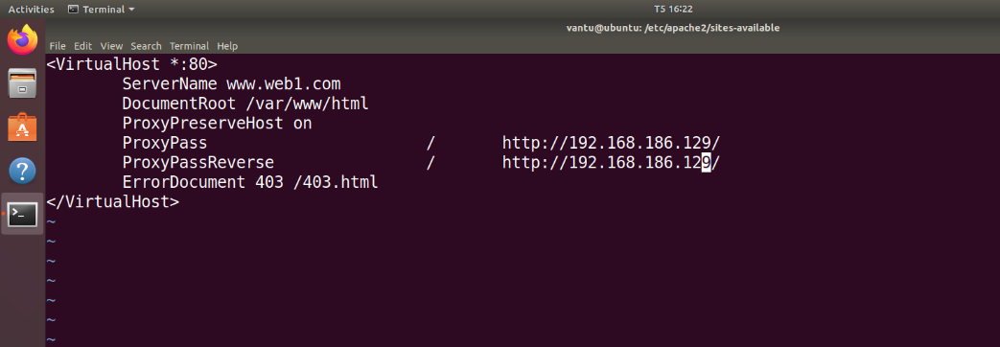 Activities Terminal T5 16:22
vantu@ubuntu: /etc/apache2/sites-available
File Edit View Search Terminal Help
<VirtualHost *:80>
ServerName www.web1.com
DocumentRoot /var/www/html
ProxyPreserveHost on
ProxyPass / http://192.168.186.129/
ProxyPassReverse / http://192.168.186.129/
ErrorDocument 403 /403.html
</VirtualHost>
~
~
~
~
~
~
~